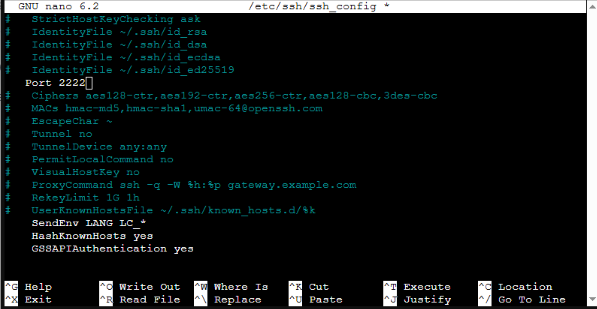 GNU nano 6.2 /etc/ssh/ssh_config *
# StrictHostKeyChecking ask
# IdentityFile ~/.ssh/id_rsa
# IdentityFile ~/.ssh/id_dsa
# IdentityFile ~/.ssh/id_ecdsa
# IdentityFile ~/.ssh/id_ed25519
Port 2222
# Ciphers aes128-ctr,aes192-ctr,aes256-ctr,aes128-cbc,3des-cbc
# MACs hmac-md5,hmac-sha1,umac-64@openssh.com
# EscapeChar ~
# Tunnel no
# TunnelDevice any:any
# PermitLocalCommand no
# VisualHostKey no
# ProxyCommand ssh -q -W %h:%p gateway.example.com
# RekeyLimit 1G 1h
# UserKnownHostsFile ~/.ssh/known_hosts.d/%k
SendEnv LANG LC_*
HashKnownHosts yes
GSSAPIAuthentication yes
^G Help ^O Write Out ^W Where Is ^K Cut ^T Execute ^C Location
^X Exit ^R Read File ^\ Replace ^U Paste ^J Justify ^/ Go To Line